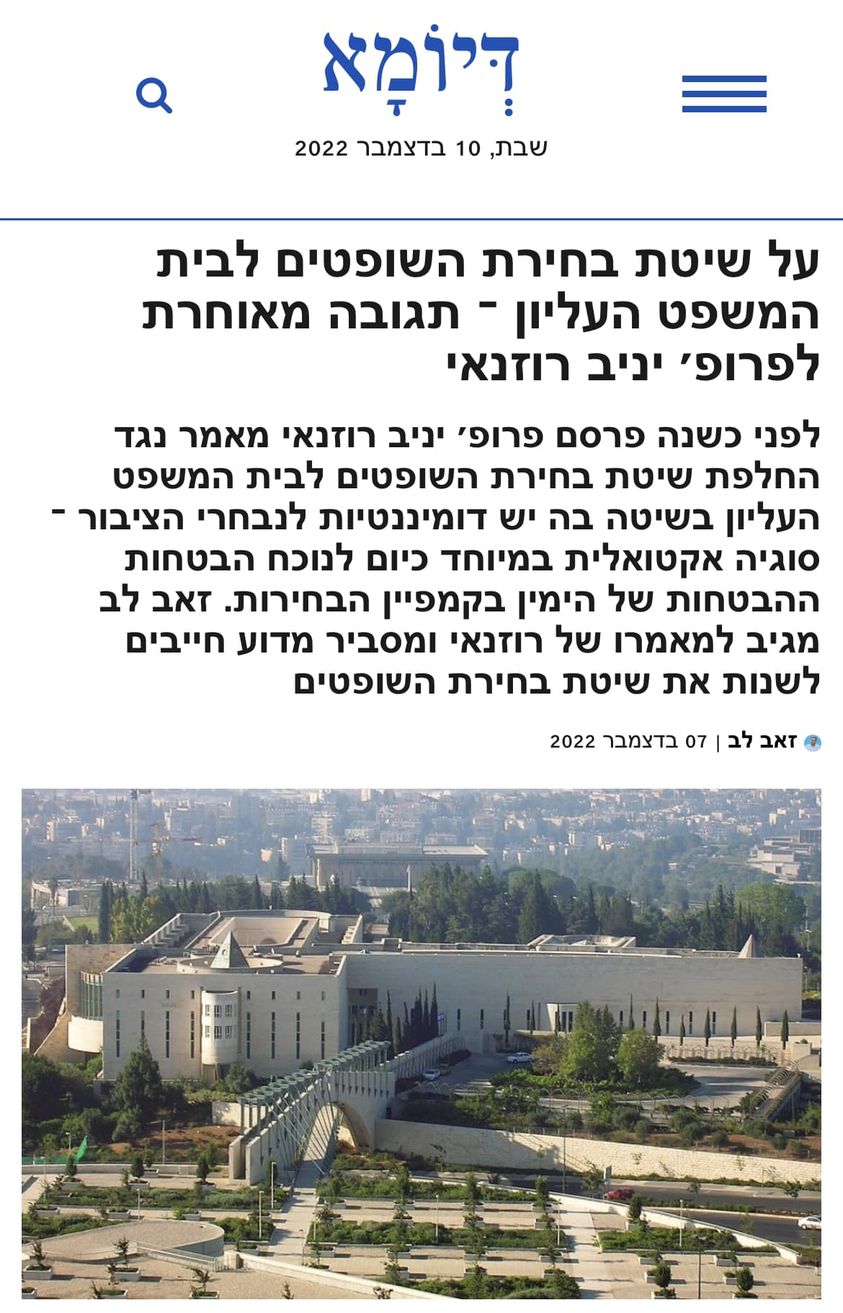 דְּיוֹמָא
שבת, 10 בדצמבר 2022
על שיטת בחירת השופטים לבית
המשפט העליון - תגובה מאוחרת
לפרופ׳ יניב רוזנאי
לפני כשנה פרסם פרופ׳ יניב רוזנאי מאמר נגד
החלפת שיטת בחירת השופטים לבית המשפט
העליון בשיטה בה יש דומיננטיות לנבחרי הציבור -
סוגיה אקטואלית במיוחד כיום לנוכח הבטחות
ההבטחות של הימין בקמפיין הבחירות. זאב לב
מגיב למאמרו של רוזנאי ומסביר מדוע חייבים
לשנות את שיטת בחירת השופטים
זאב לב | 07 בדצמבר 2022